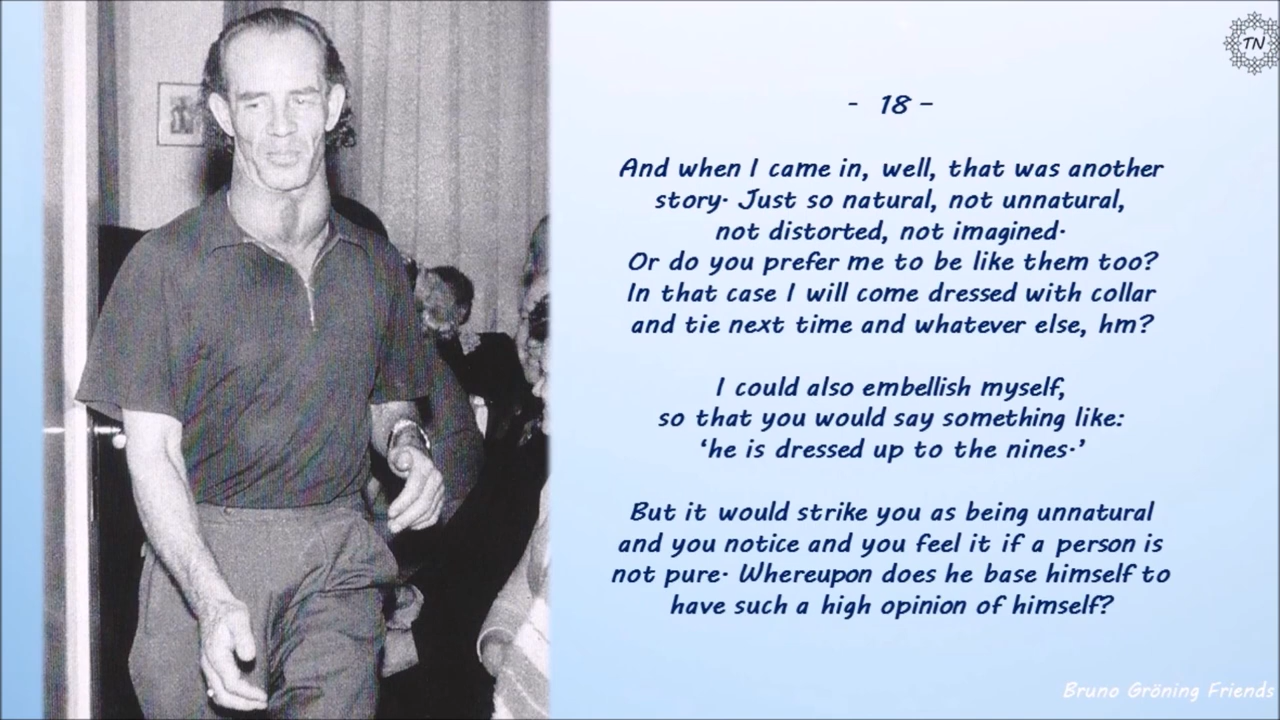 TN
- 18 -
And when I came in, well, that was another
story. Just so natural, not unnatural,
not distorted, not imagined.
Or do you prefer me to be like them too?
In that case I will come dressed with collar
and tie next time and whatever else, hm?
I could also embellish myself,
so that you would say something like:
‘he is dressed up to the nines.’
But it would strike you as being unnatural
and you notice and you feel it if a person is
not pure. Whereupon does he base himself to
have such a high opinion of himself?
Bruno Gröning Friends